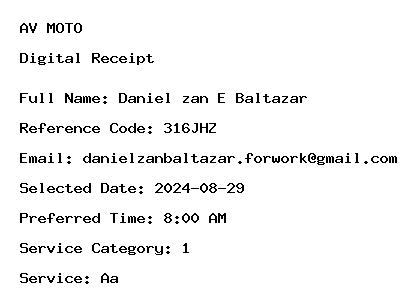 AV MOTO
Digital Receipt
Full Name: Daniel zan E Baltazar
Reference Code: 316JHZ
Email: danielzanbaltazar.forwork@gmail.com
Selected Date: 2024-08-29
Preferred Time: 8:00 AM
Service Category: 1
Service: Aa